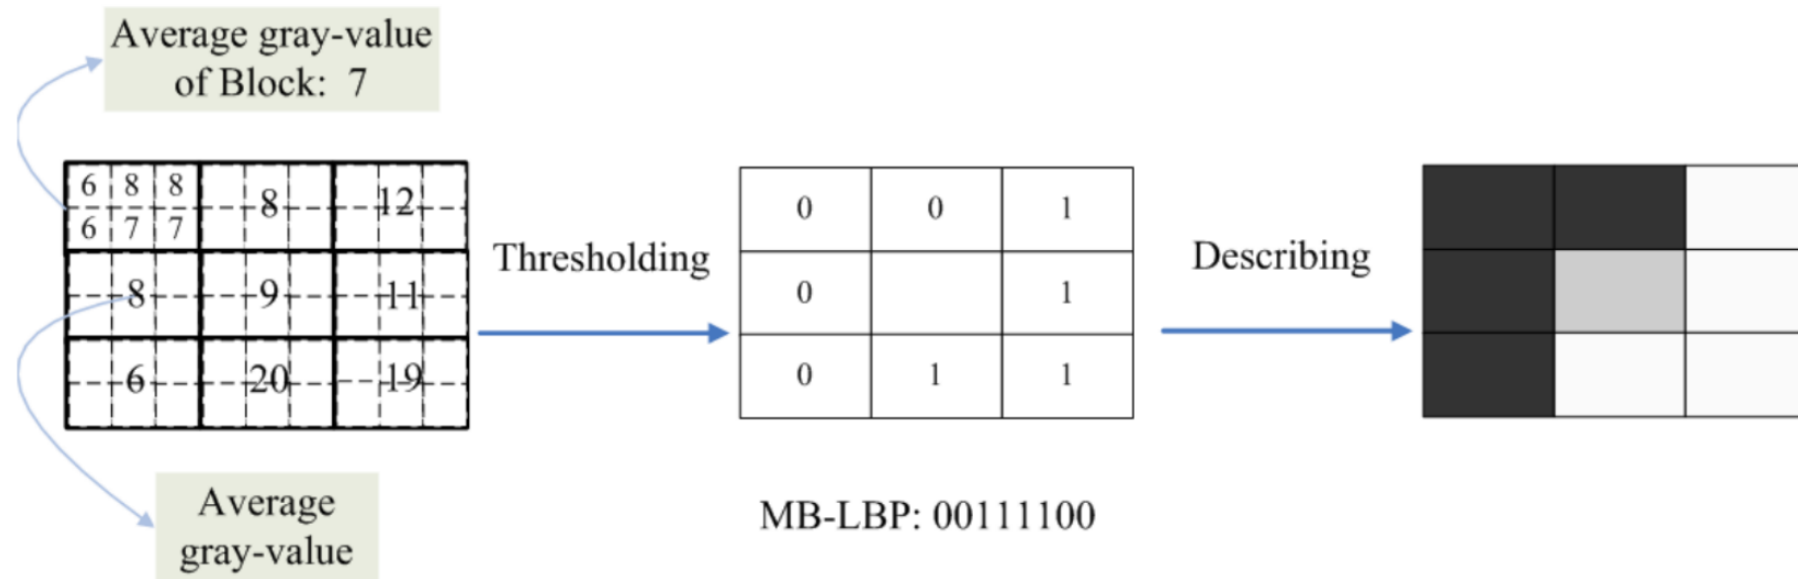 Average gray-value
of Block: 7
6 8 8
6 7 7
8
12
8
9
11
6
20
19
Thresholding
0 0 1
0 1
0 1 1
MB-LBP: 00111100
Describing
Average
gray-value